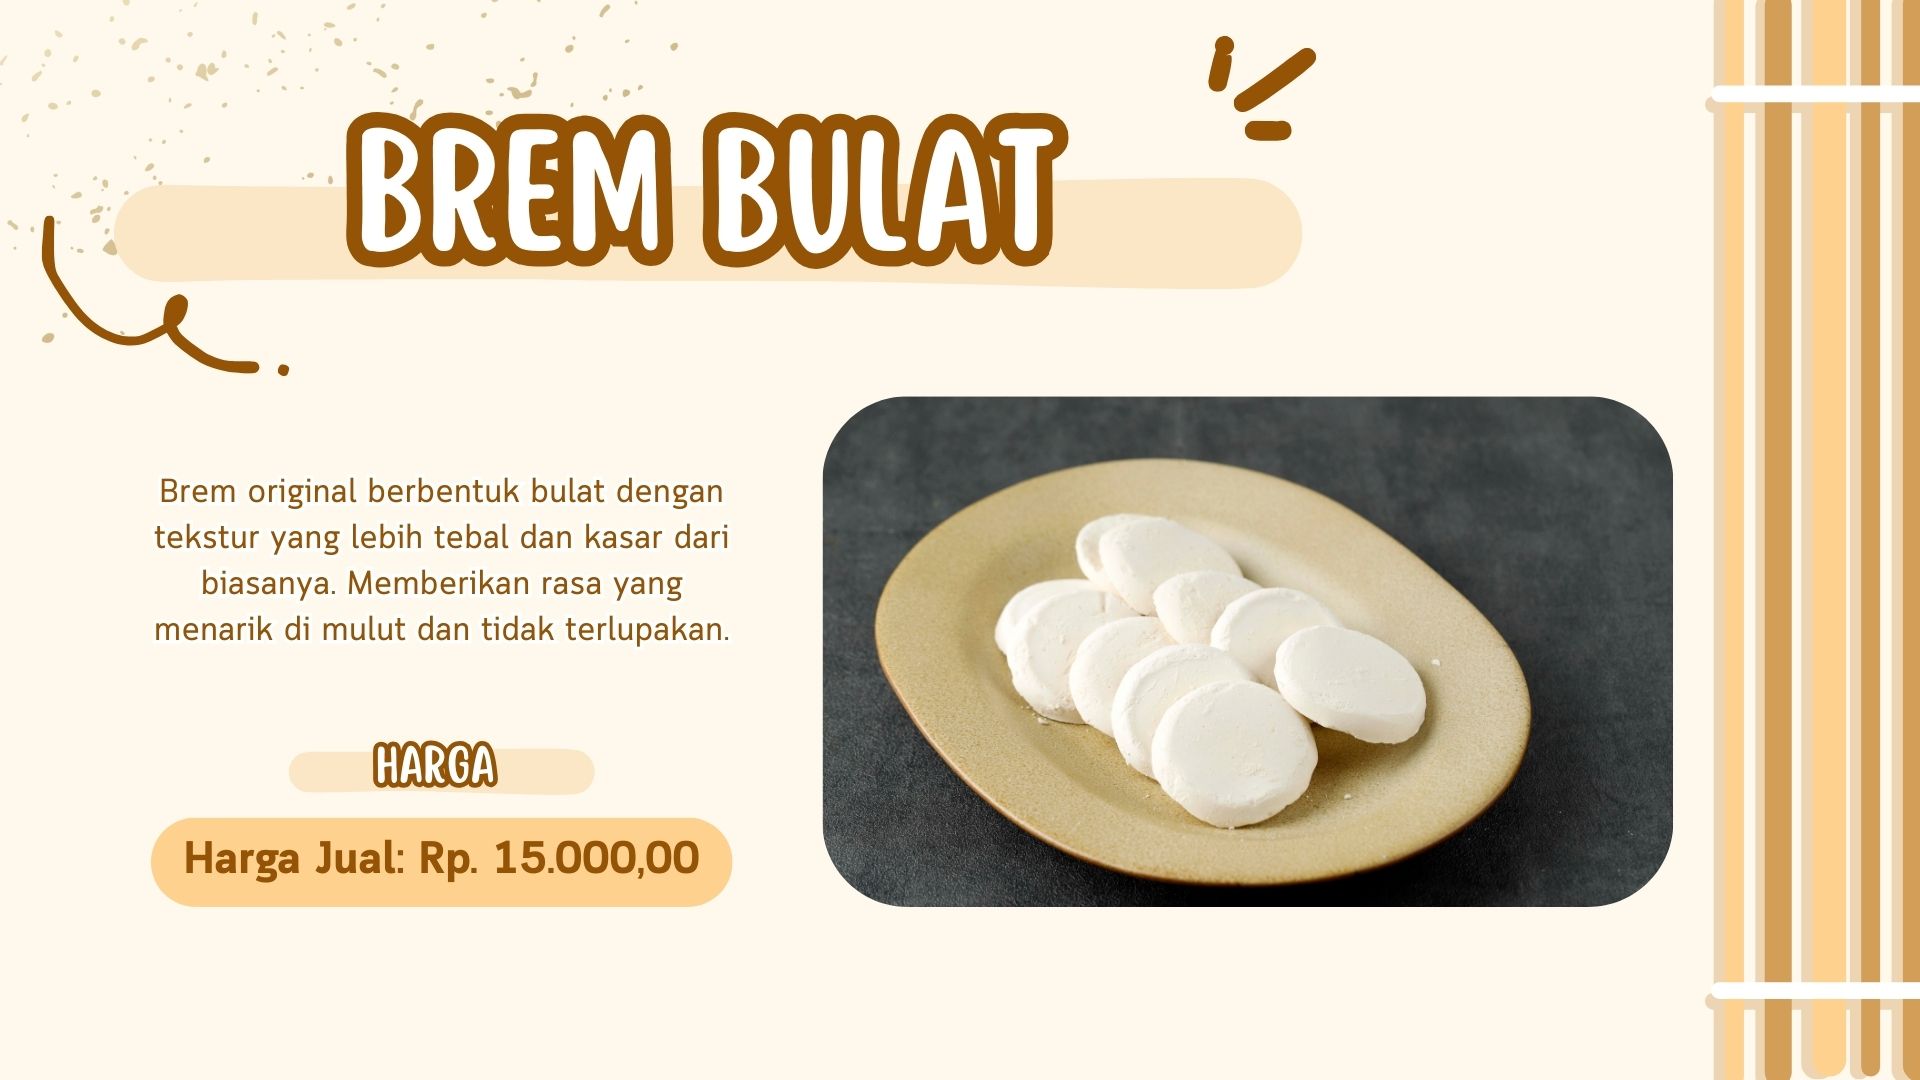 BREM BULAT
Brem original berbentuk bulat dengan
tekstur yang lebih tebal dan kasar dari
biasanya. Memberikan rasa yang
menarik di mulut dan tidak terlupakan.
HARGA
Harga Jual: Rp. 15.000,00